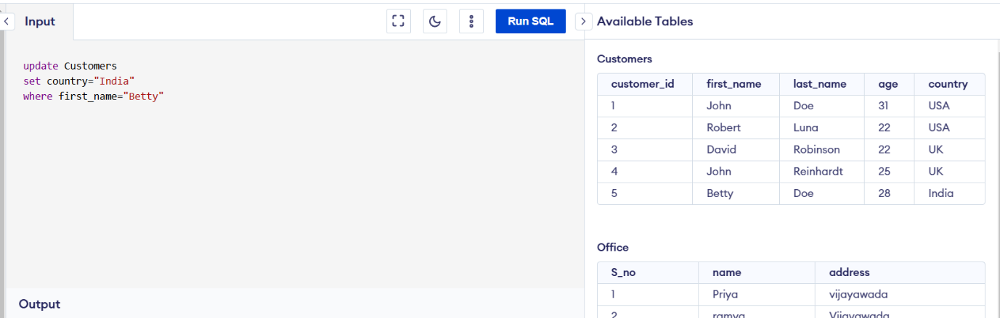 Input
Run SQL
update Customers
set country="India"
where first_name="Betty"
Output
Available Tables
Customers
customer_id first_name last_name age country
1 John Doe 31 USA
2 Robert Luna 22 USA
3 David Robinson 22 UK
4 John Reinhardt 25 UK
5 Betty Doe 28 India
Office
S_no name address
1 Priya vijayawada
2 ramya Vijayawada